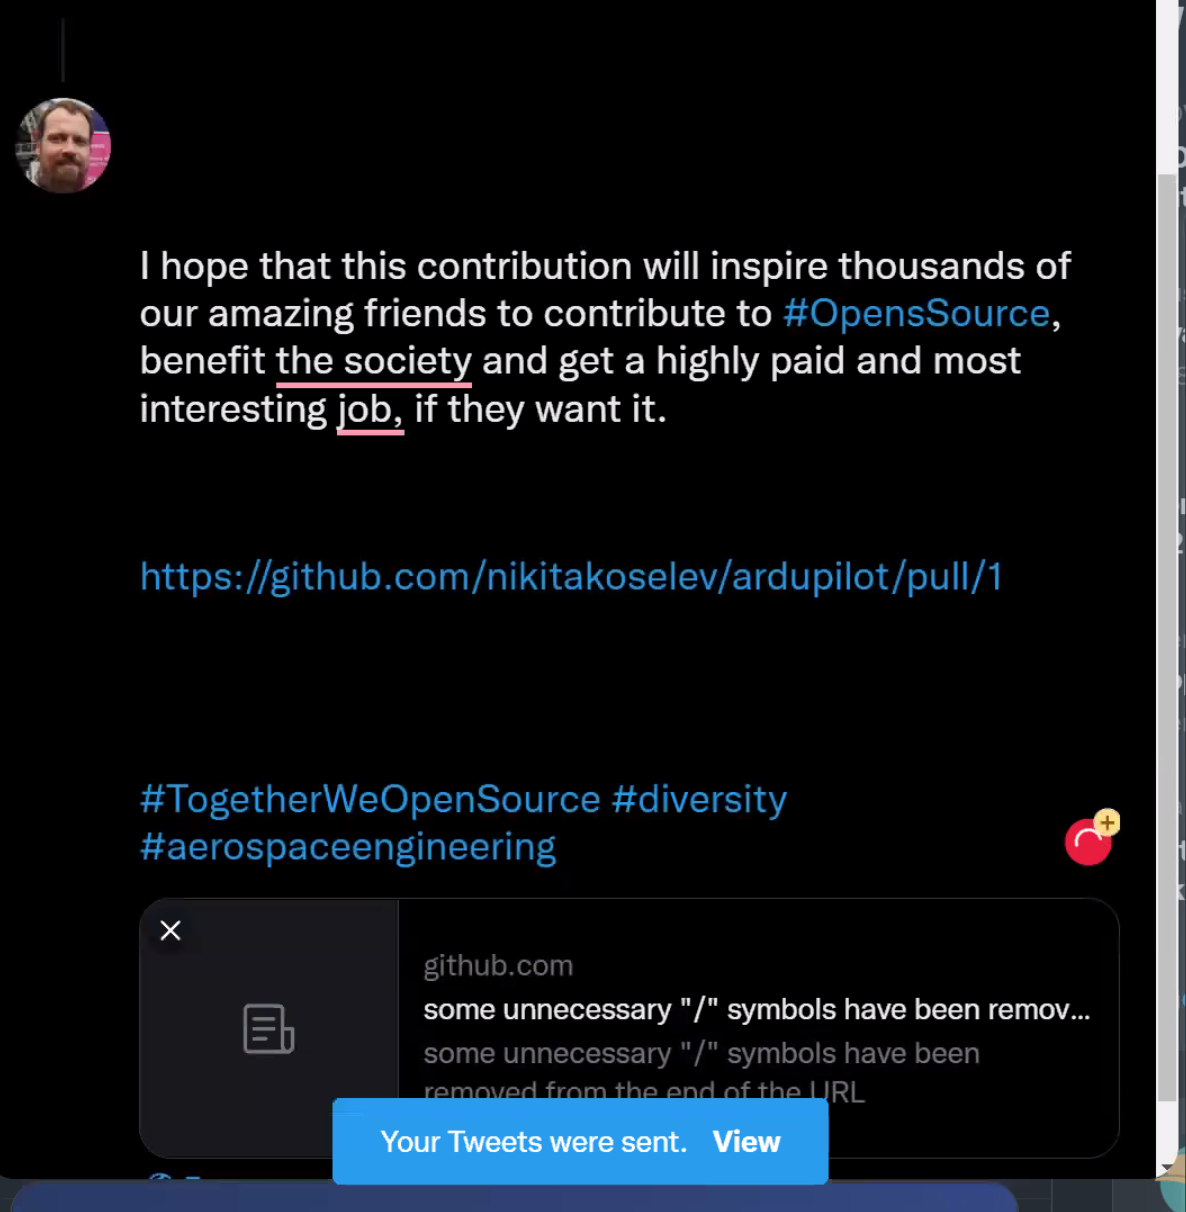 I hope that this contribution will inspire thousands of
our amazing friends to contribute to #OpensSource,
benefit the society and get a highly paid and most
interesting job, if they want it.
https://github.com/nikitakoselev/ardupilot/pull/1
#TogetherWeOpenSource #diversity
#aerospaceengineering
github.com
some unnecessary "/" symbols have been remov...
some unnecessary "/" symbols have been
removed from the end of the URL
Your Tweets were sent. View